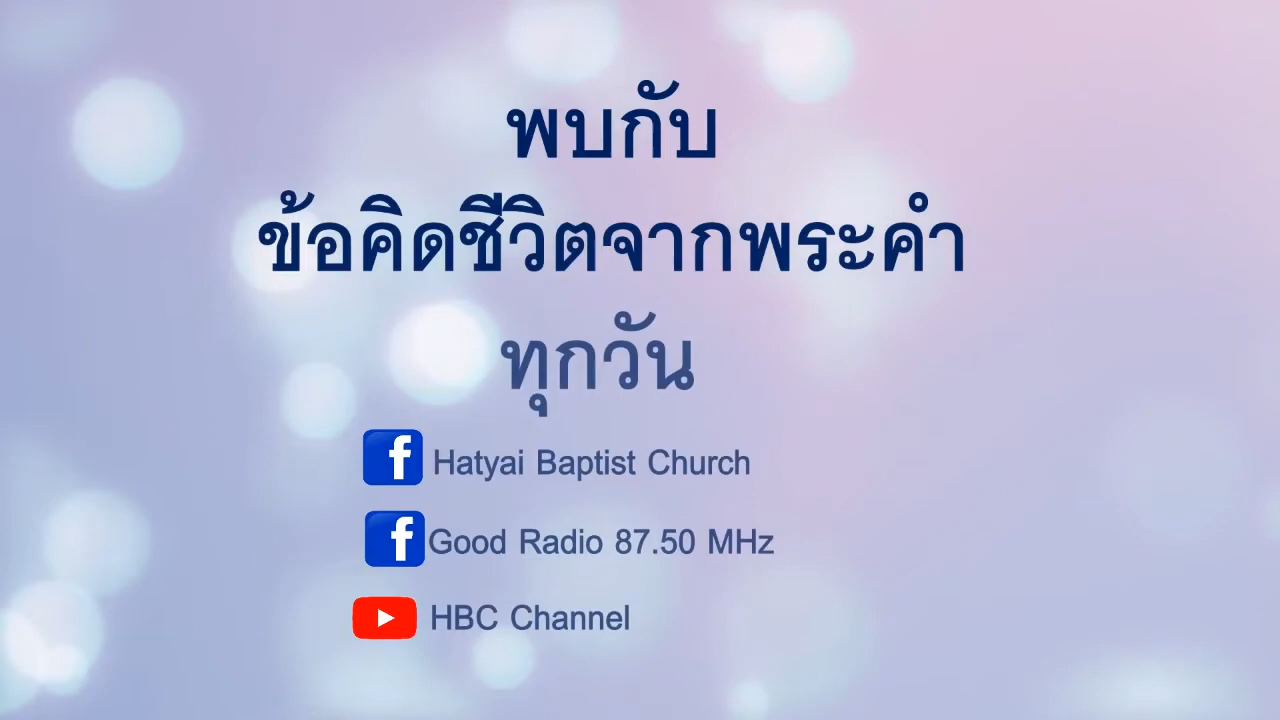 พบกับ
ข้อคิดชีวิตจากพระคำ
ทุกวัน
Hatyai Baptist Church
Good Radio 87.50 MHz
HBC Channel